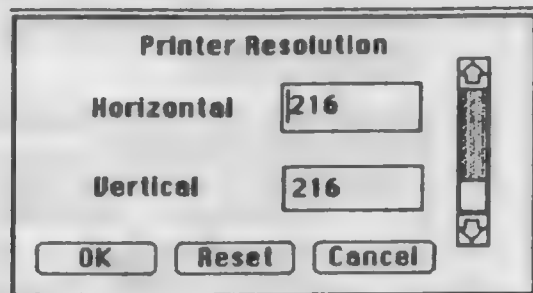 Printer Resolution
Horizontal 216
Vertical 216
OK Reset Cancel